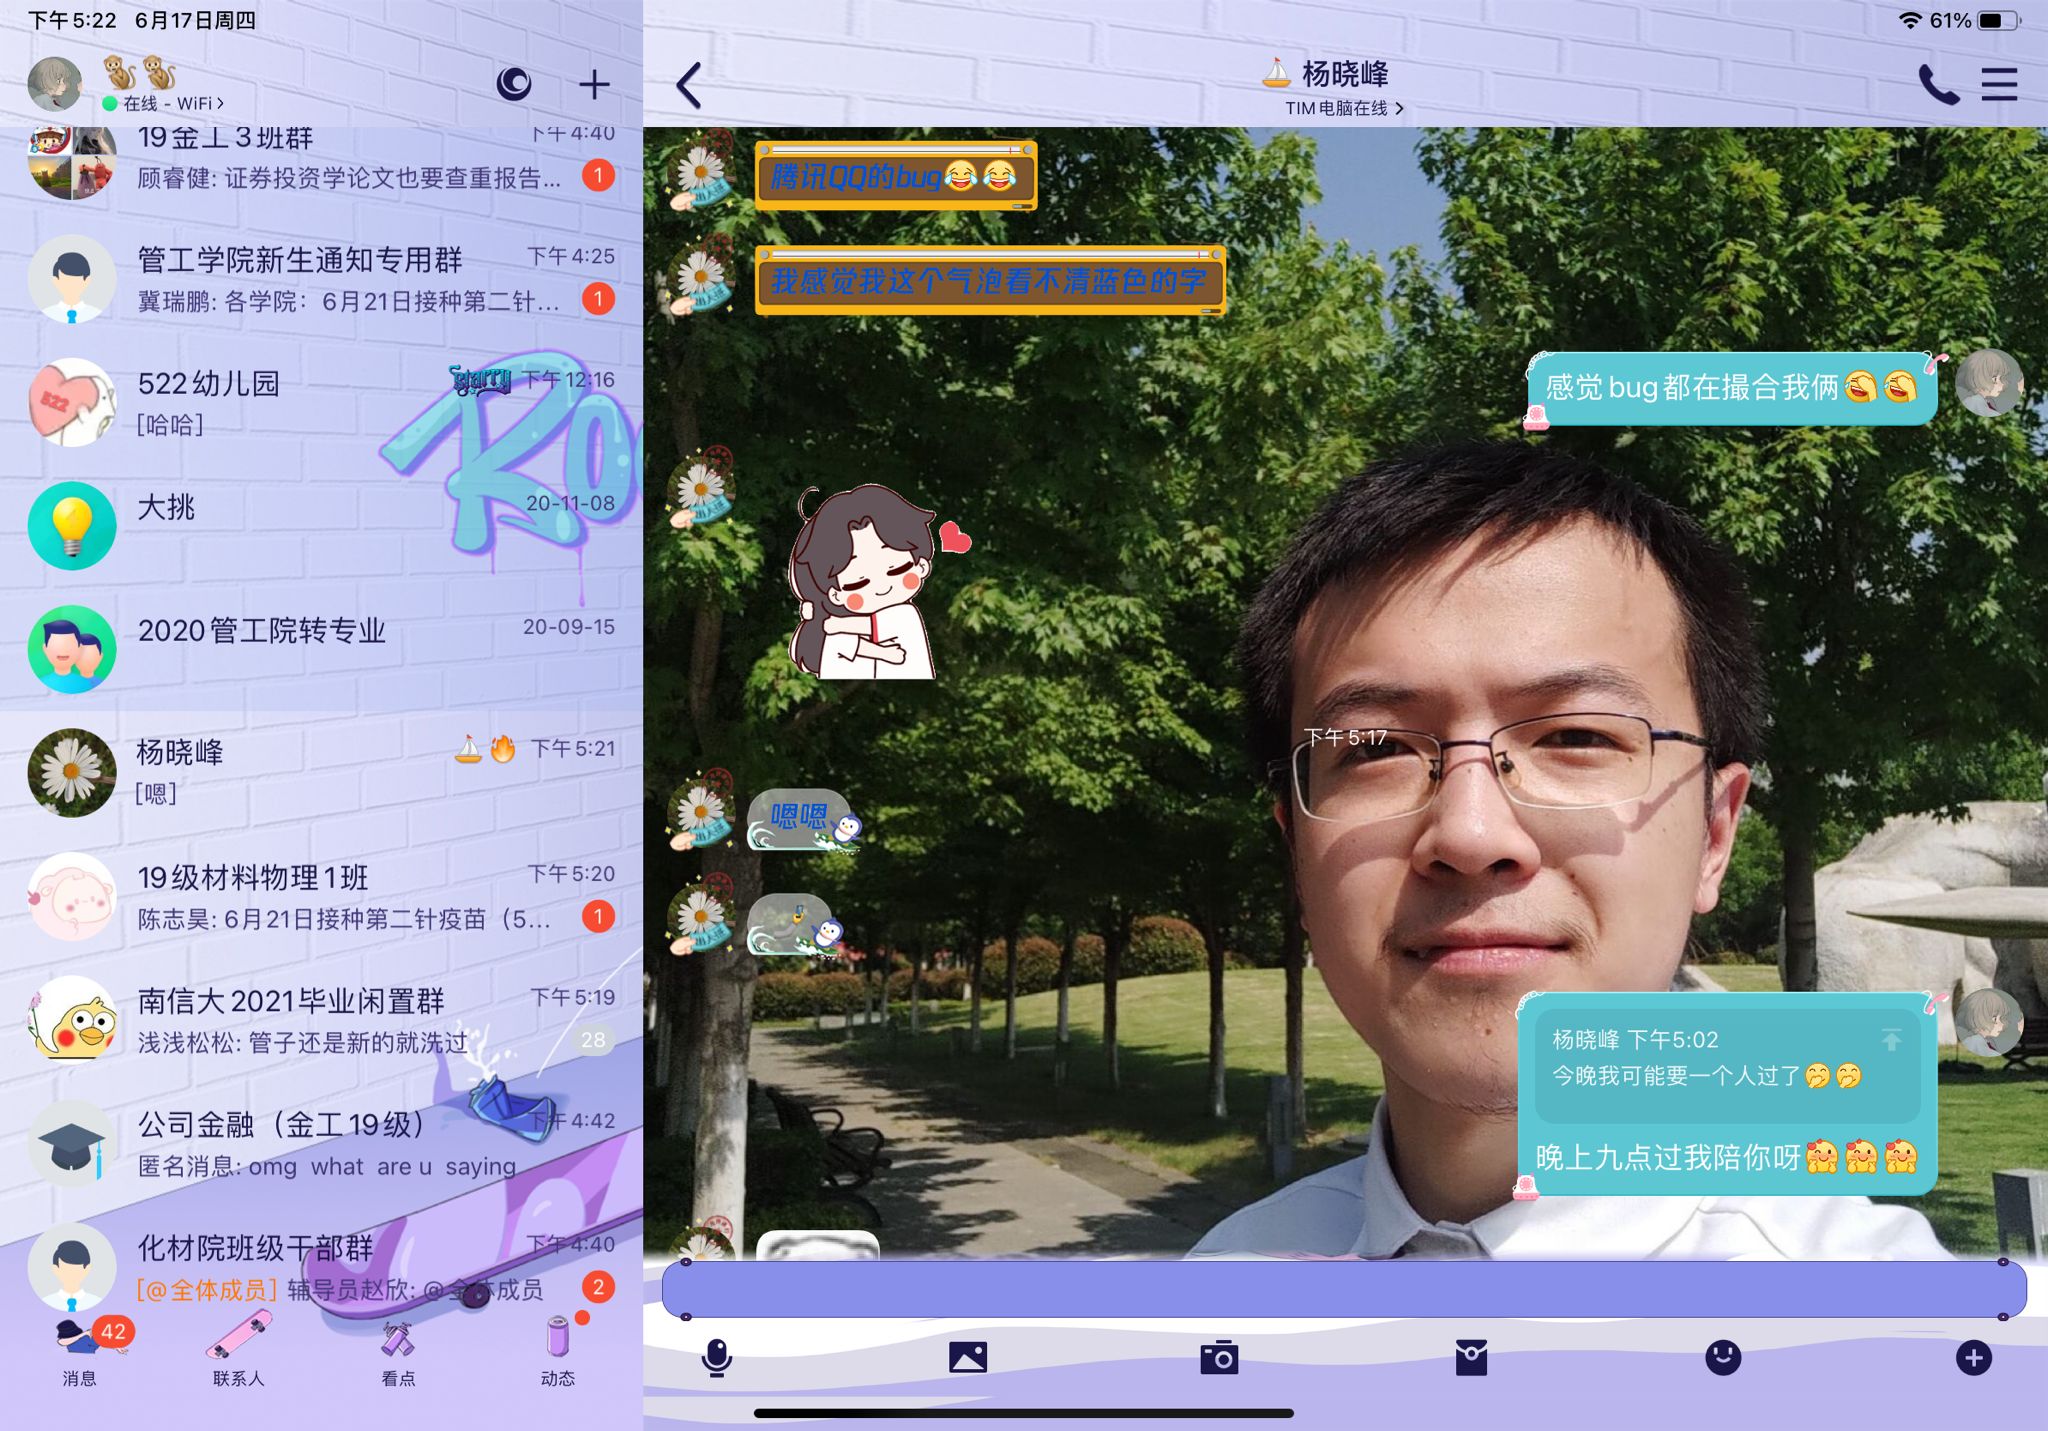 下午5:22 6月17日周四
61%
在线 - WiFi >
19金工3班群
下午4:40
顾睿健: 证券投资学论文也要查重报告...
1
管工学院新生通知专用群
下午4:25
冀瑞鹏: 各学院：6月21日接种第二针...
1
522幼儿园
starry
下午12:16
[哈哈]
大挑
20-11-08
2020管工院转专业
20-09-15
杨晓峰
下午5:21
[嗯]
19级材料物理1班
下午5:20
陈志昊: 6月21日接种第二针疫苗（5...
1
南信大2021毕业闲置群
下午5:19
浅浅松松: 管子还是新的就洗过
28
公司金融（金工19级）
下午4:42
匿名消息: omg what are u saying
化材院班级干部群
下午4:40
[@全体成员] 辅导员赵欣: @全体成员
2
42
消息
联系人
看点
动态
杨晓峰
TIM电脑在线 >
腾讯QQ的bug😂😂
我感觉我这个气泡看不清蓝色的字
感觉bug都在撮合我俩
下午5:17
嗯嗯
杨晓峰 下午5:02
今晚我可能要一个人过了
晚上九点过我陪你呀